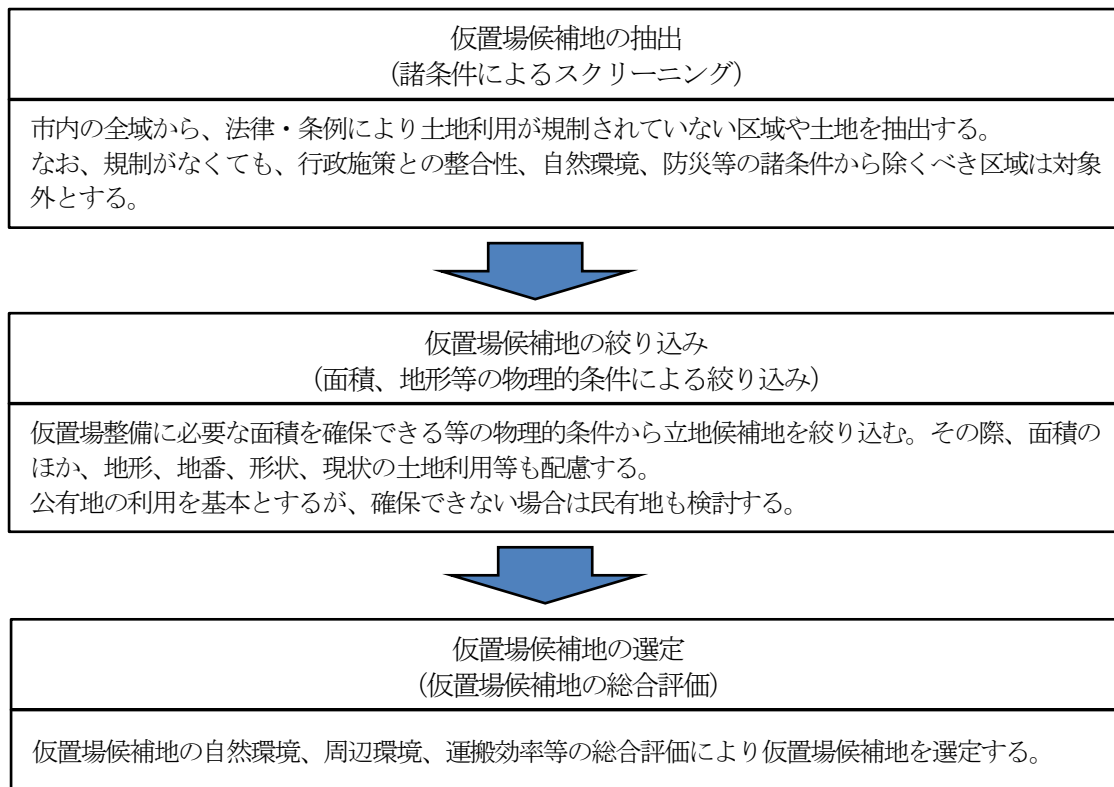 仮置場候補地の抽出
（諸条件によるスクリーニング）
市内の全域から、法律・条例により土地利用が規制されていない区域や土地を抽出する。
なお、規制がなくても、行政施策との整合性、自然環境、防災等の諸条件から除くべき区域は対象
外とする。
仮置場候補地の絞り込み
（面積、地形等の物理的条件による絞り込み）
仮置場整備に必要な面積を確保できる等の物理的条件から立地候補地を絞り込む。その際、面積の
ほか、地形、地番、形状、現状の土地利用等も配慮する。
公有地の利用を基本とするが、確保できない場合は民有地も検討する。
仮置場候補地の選定
（仮置場候補地の総合評価）
仮置場候補地の自然環境、周辺環境、運搬効率等の総合評価により仮置場候補地を選定する。